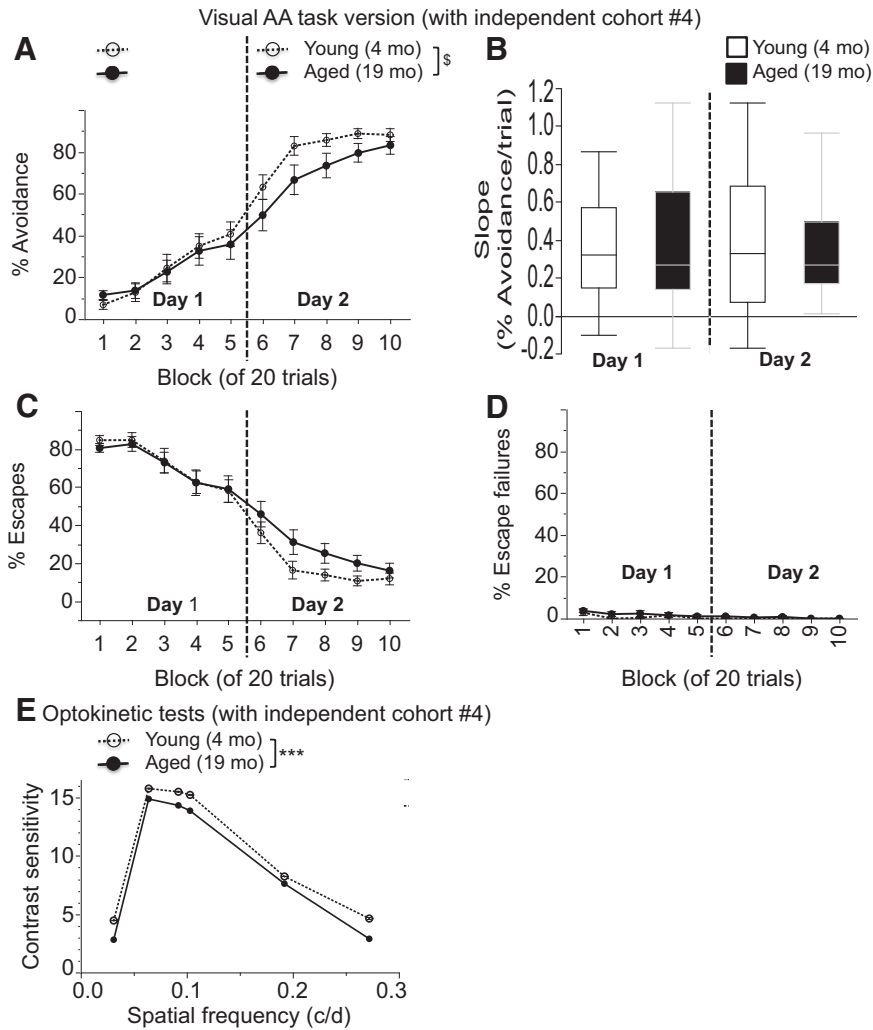 Visual AA task version (with independent cohort #4)
A
Young (4 mo)
Aged (19 mo)
$
% Avoidance
80
60
40
20
0
Day 1
Day 2
1 2 3 4 5 6 7 8 9 10
Block (of 20 trials)
B
Young (4 mo)
Aged (19 mo)
Slope
(% Avoidance/trial)
1.2
1.0
0.8
0.6
0.4
0.2
0.0
-0.2
Day 1
Day 2
C
% Escapes
80
60
40
20
0
Day 1
Day 2
1 2 3 4 5 6 7 8 9 10
Block (of 20 trials)
D
% Escape failures
80
60
40
20
0
Day 1
Day 2
1 2 3 4 5 6 7 8 9 10
Block (of 20 trials)
E Optokinetic tests (with independent cohort #4)
Young (4 mo)
Aged (19 mo)
***
Contrast sensitivity
15
10
5
0
0.0 0.1 0.2 0.3
Spatial frequency (c/d)